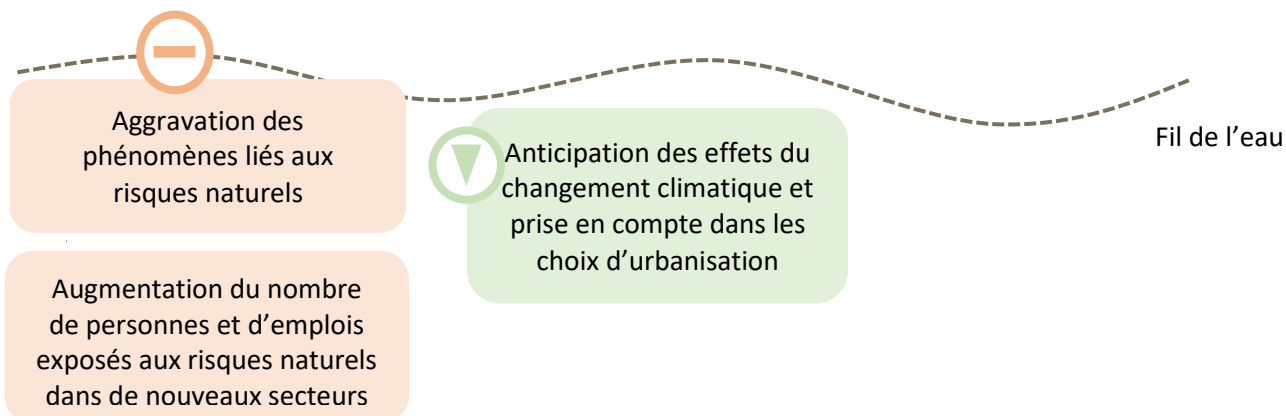 Aggravation des
phénomènes liés aux
risques naturels
Anticipation des effets du
changement climatique et
prise en compte dans les
choix d’urbanisation
Fil de l’eau
Augmentation du nombre
de personnes et d’emplois
exposés aux risques naturels
dans de nouveaux secteurs